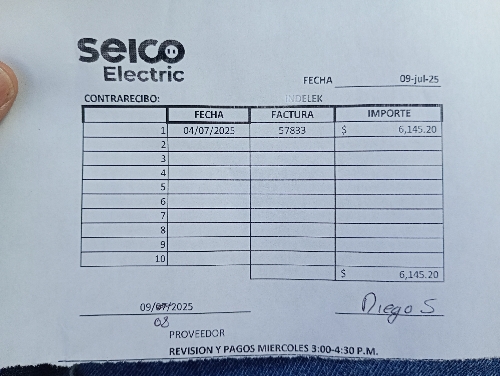 SEICO
Electric
FECHA 09-jul-25
CONTRARECIBO: INDELEK
FECHA FACTURA IMPORTE
1 04/07/2025 57833 $ 6,145.20
2
3
4
5
6
7
8
9
10
$ 6,145.20
09/07/2025 Diego S
08
PROVEEDOR
REVISION Y PAGOS MIERCOLES 3:00-4:30 P.M.